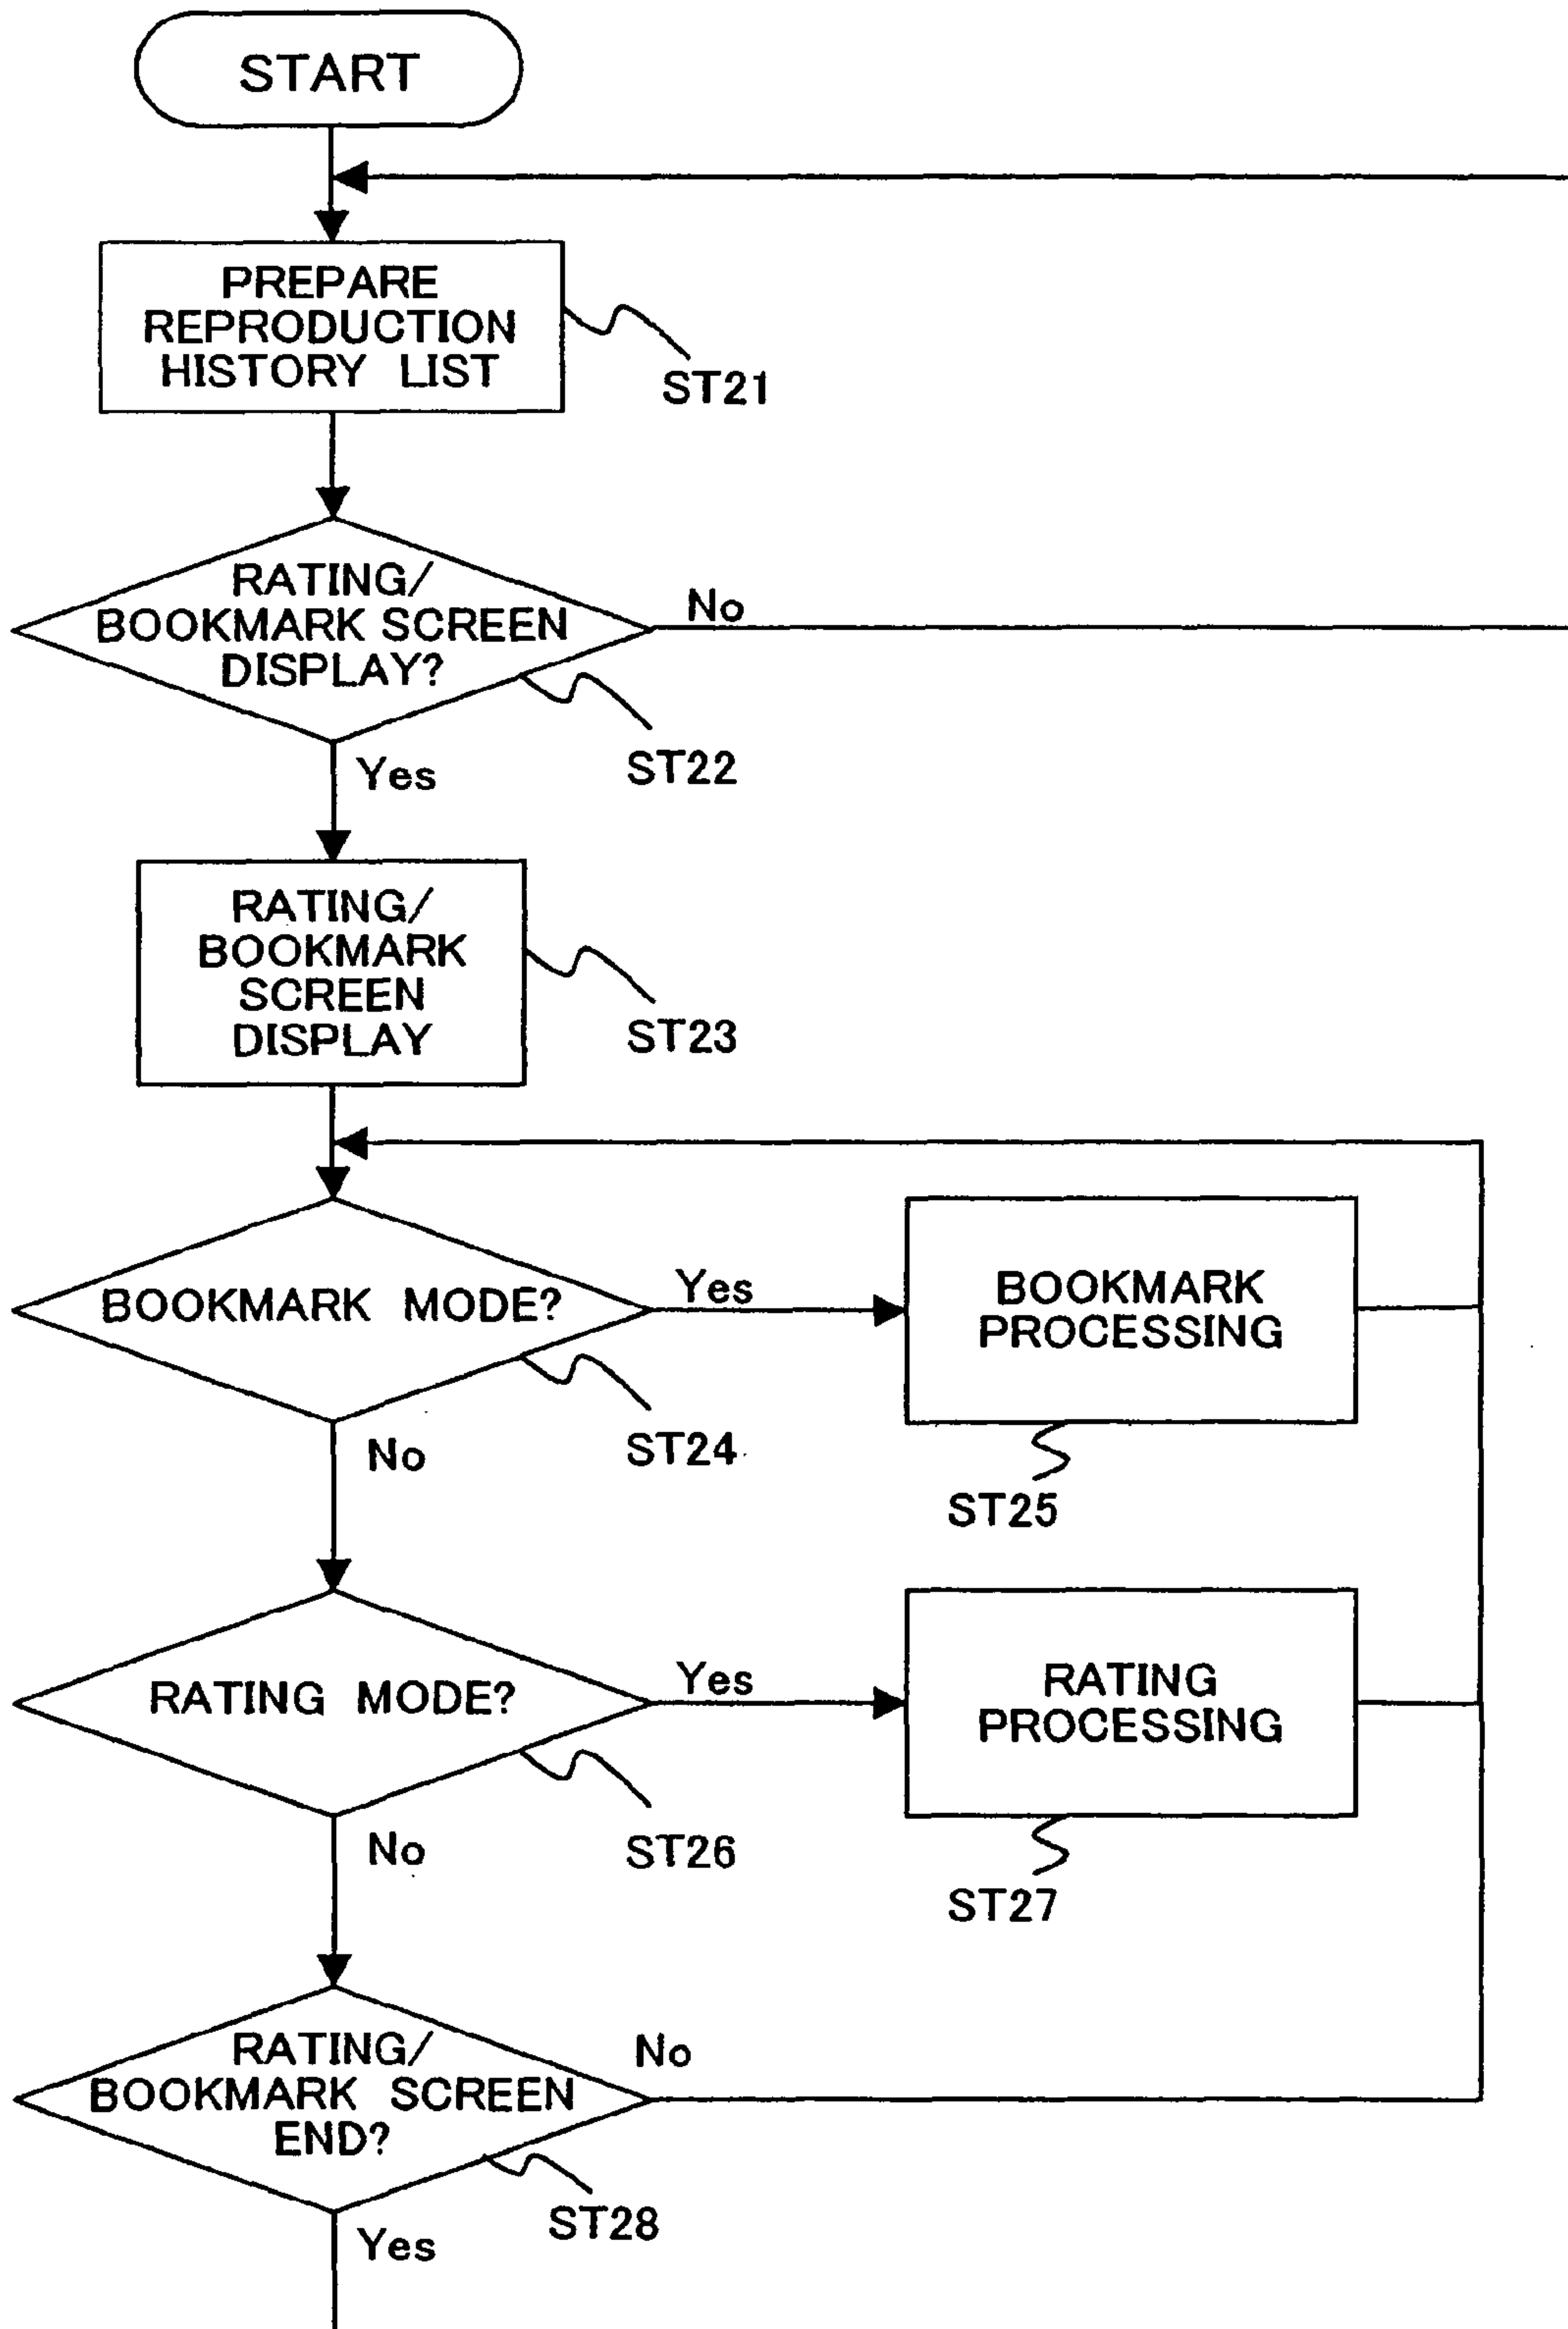 START
PREPARE
REPRODUCTION
HISTORY LIST
ST21
RATING/
BOOKMARK SCREEN
DISPLAY?
No
ST22
Yes
RATING/
BOOKMARK
SCREEN
DISPLAY
ST23
BOOKMARK MODE?
Yes
BOOKMARK
PROCESSING
ST24
No
ST25
RATING MODE?
Yes
RATING
PROCESSING
ST26
No
ST27
RATING/
BOOKMARK SCREEN
END?
No
ST28
Yes